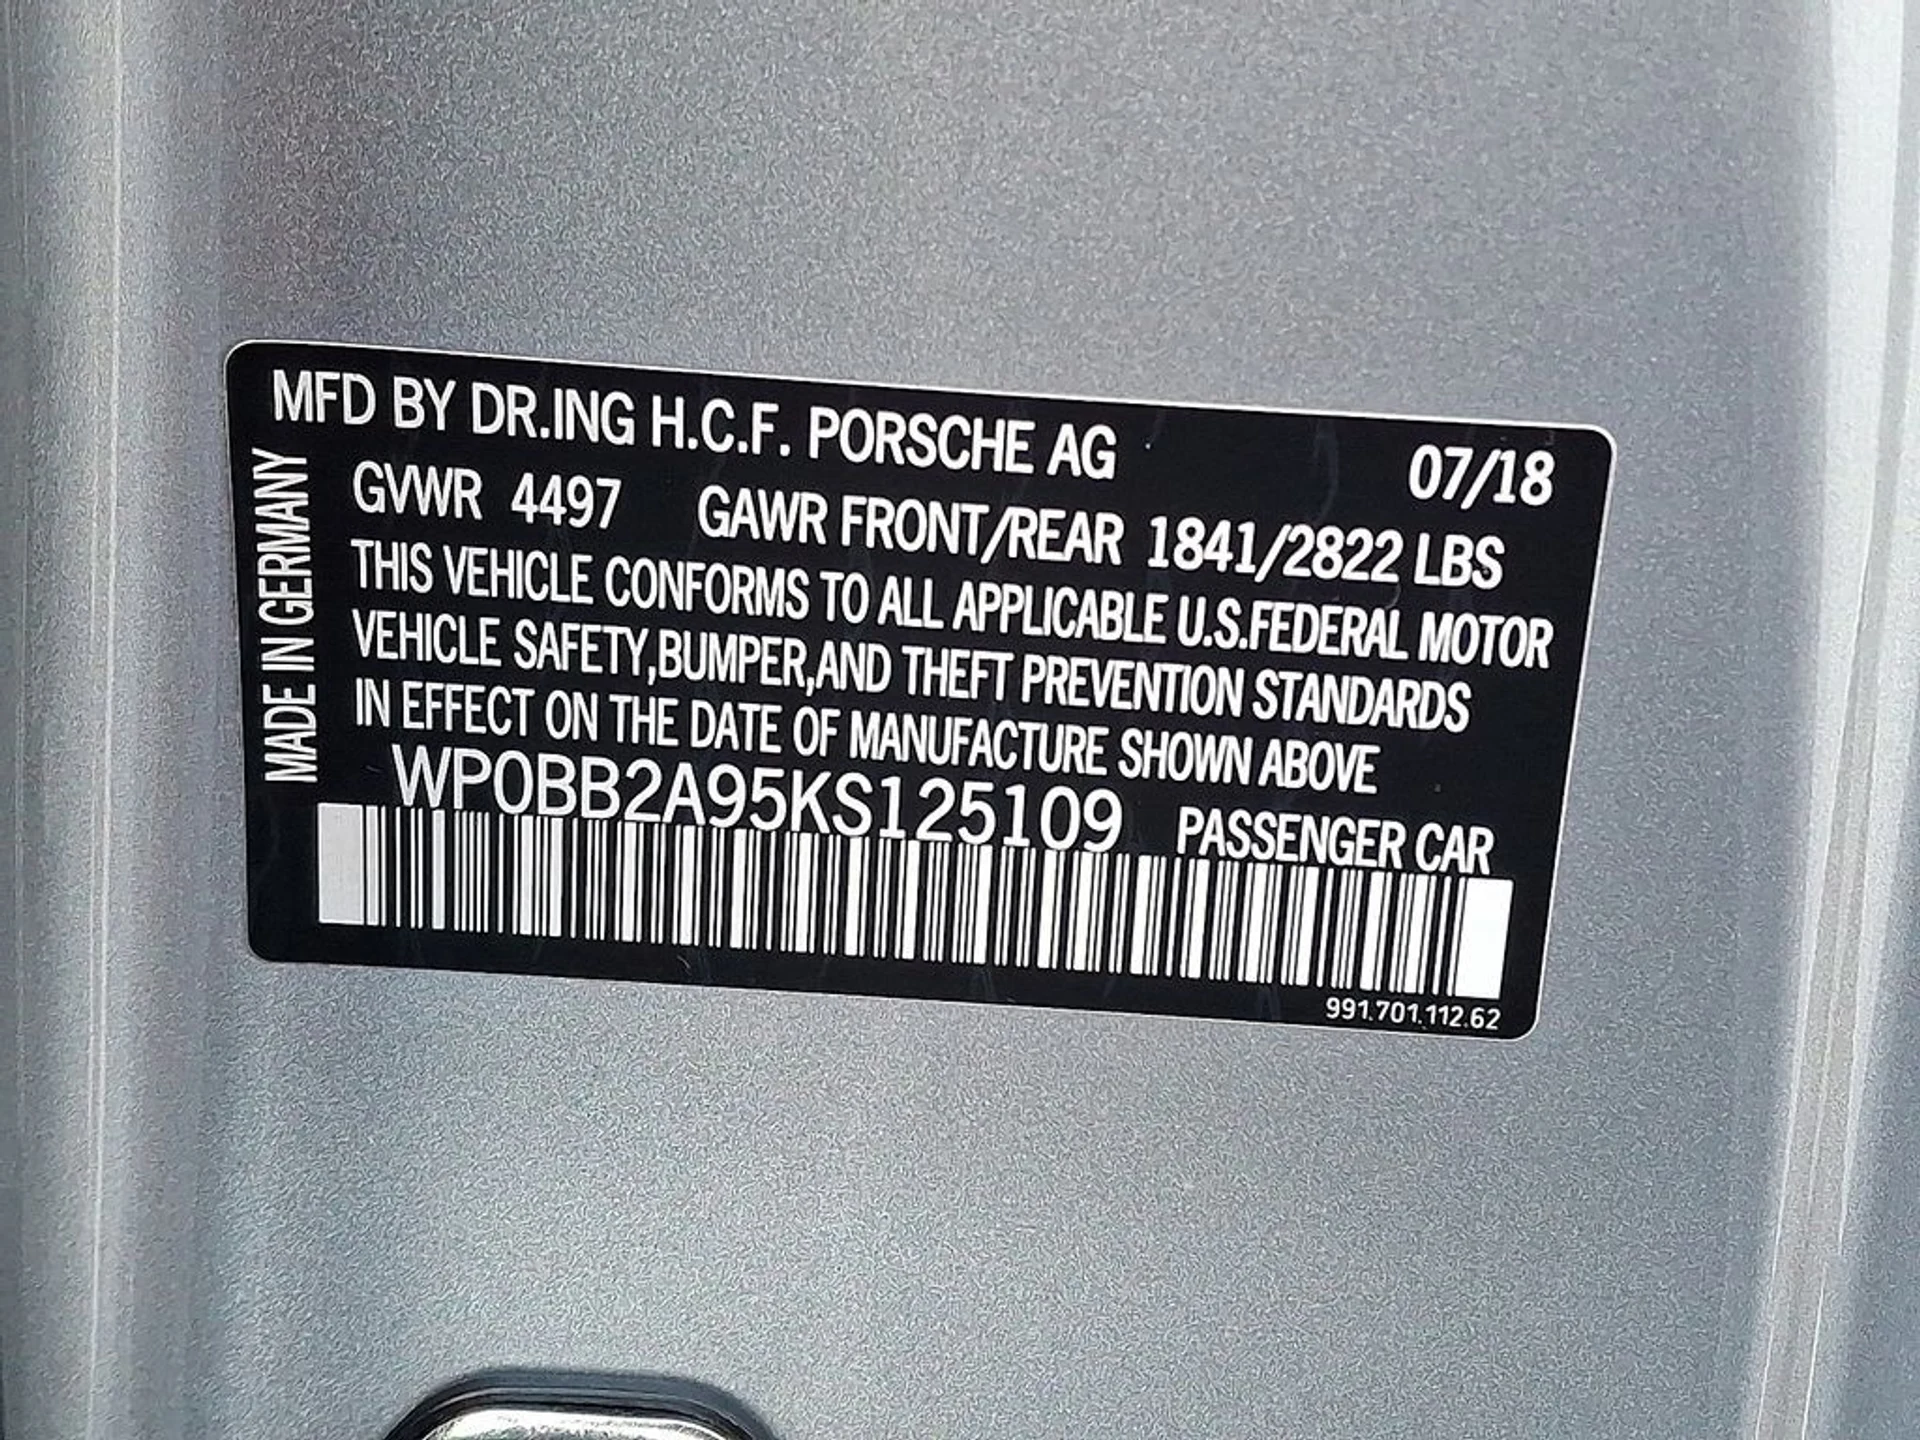 MFD BY DR.ING H.C.F. PORSCHE AG 07/18
GVWR 4497 GAWR FRONT/REAR 1841/2822 LBS
THIS VEHICLE CONFORMS TO ALL APPLICABLE U.S.FEDERAL MOTOR
VEHICLE SAFETY,BUMPER,AND THEFT PREVENTION STANDARDS
IN EFFECT ON THE DATE OF MANUFACTURE SHOWN ABOVE
WP0BB2A95KS125109 PASSENGER CAR
991.701.112.62
MADE IN GERMANY